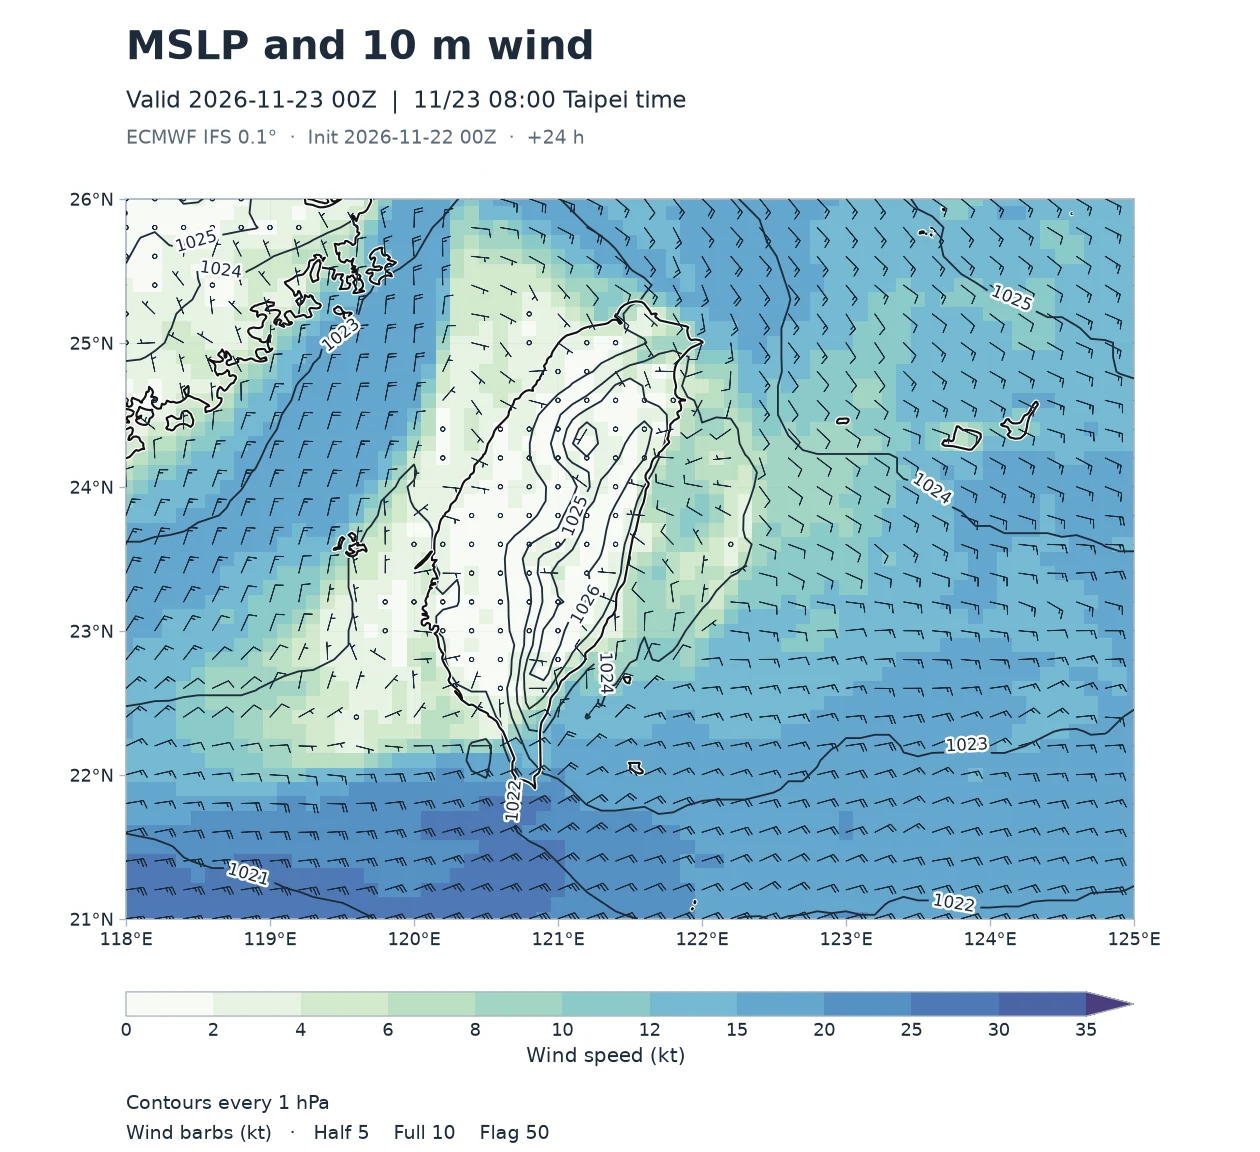 MSLP and 10 m wind
Valid 2026-11-23 00Z | 11/23 08:00 Taipei time
ECMWF IFS 0.1° · Init 2026-11-22 00Z · +24 h
26°N
1025
1024
1025
25°N
1023
24°N
1024
1025
1026
23°N
1024
1023
22°N
1022
1021
1022
21°N
118°E 119°E 120°E 121°E 122°E 123°E 124°E 125°E
0 2 4 6 8 10 12 15 20 25 30 35
Wind speed (kt)
Contours every 1 hPa
Wind barbs (kt) · Half 5 Full 10 Flag 50